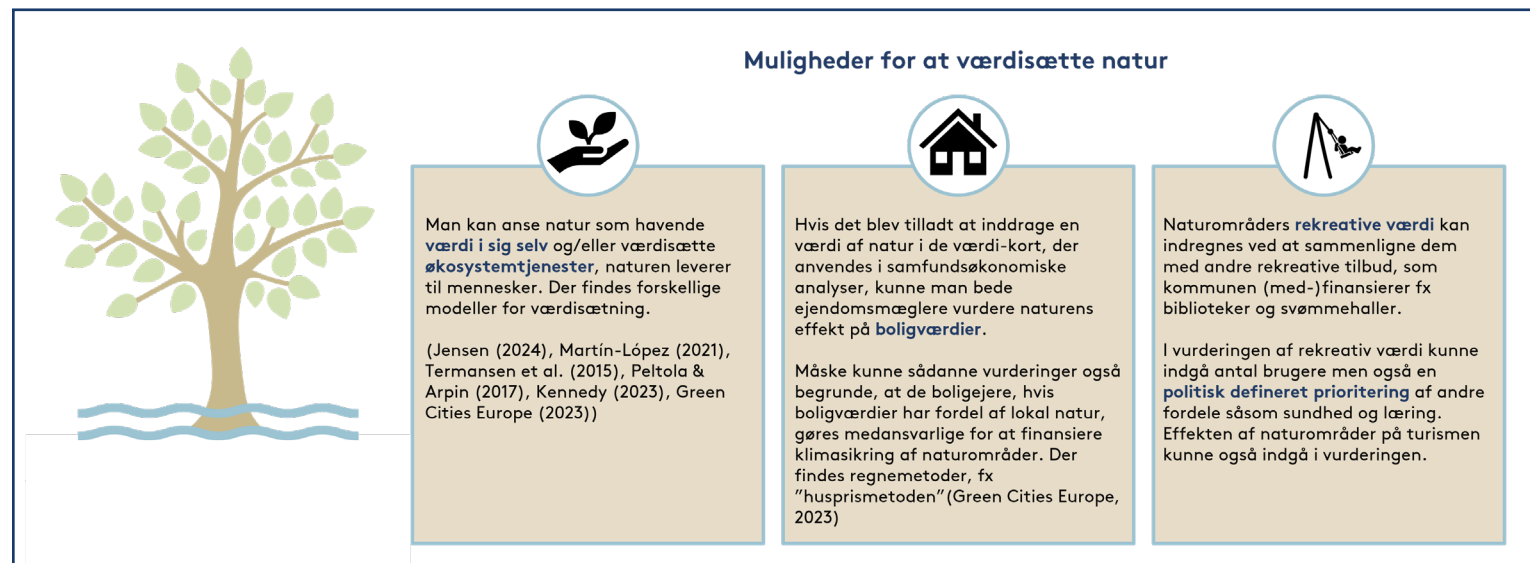 Muligheder for at værdisætte natur
Man kan anse natur som havende
værdi i sig selv og/eller værdisætte
økosystemtjenester, naturen leverer
til mennesker. Der findes forskellige
modeller for værdisætning.
(Jensen (2024), Martín-López (2021),
Termansen et al. (2015), Peltola &
Arpin (2017), Kennedy (2023), Green
Cities Europe (2023))
Hvis det blev tilladt at inddrage en
værdi af natur i de værdi-kort, der
anvendes i samfundsøkonomiske
analyser, kunne man bede
ejendomsmæglere vurdere naturens
effekt på boligværdier.
Måske kunne sådanne vurderinger også
begrunde, at de boligejere, hvis
boligværdier har fordel af lokal natur,
gøres medansvarlige for at finansiere
klimasikring af naturområder. Der
findes regnemetoder, fx
”husprismetoden”(Green Cities Europe,
2023)
Naturområders rekreative værdi kan
indregnes ved at sammenligne dem
med andre rekreative tilbud, som
kommunen (med-)finansierer fx
biblioteker og svømmehaller.
I vurderingen af rekreativ værdi kunne
indgå antal brugere men også en
politisk defineret prioritering af andre
fordele såsom sundhed og læring.
Effekten af naturområder på turismen
kunne også indgå i vurderingen.